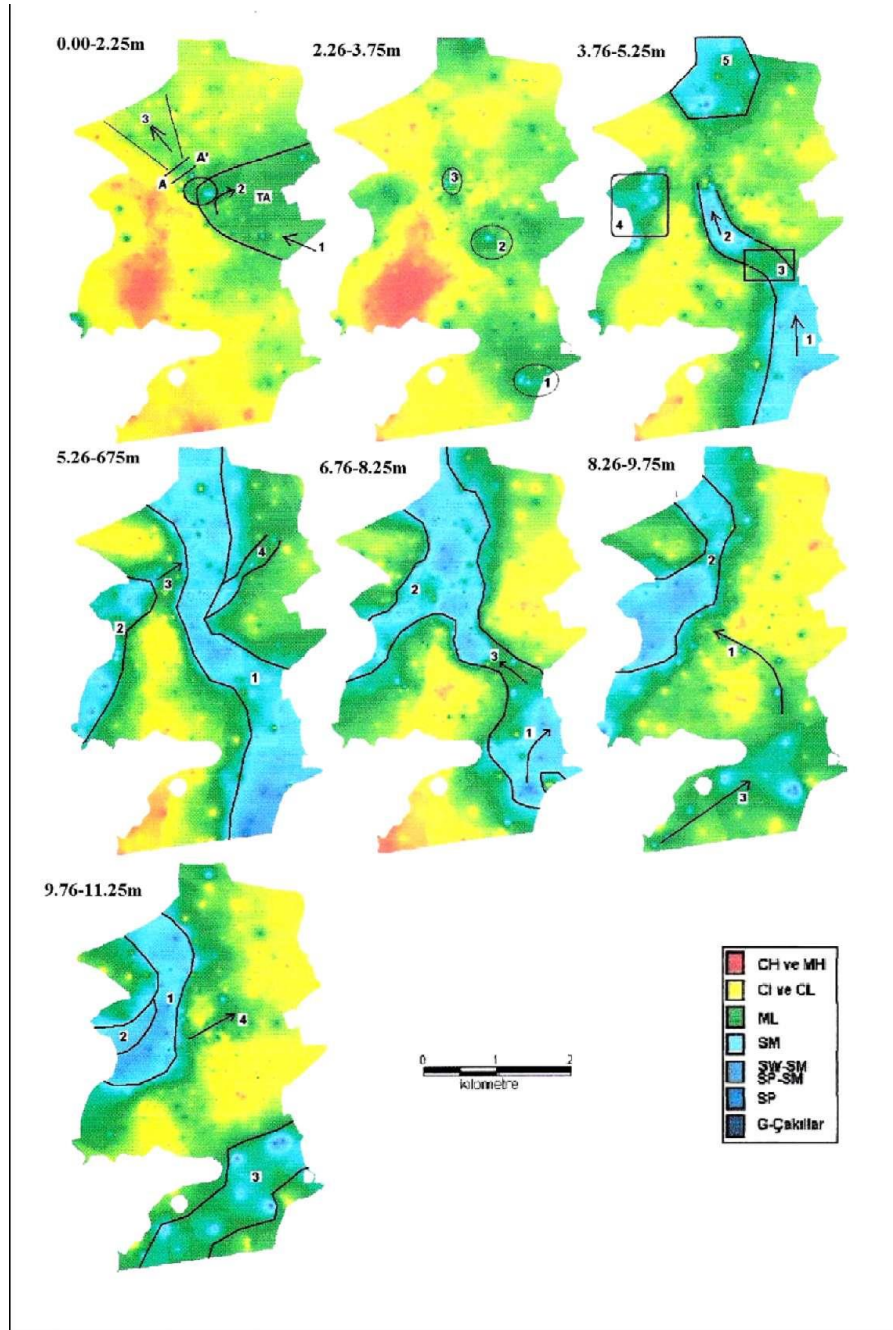 0.00-2.25m
2.26-3.75m
3.76-5.25m
3
A'
A
2
TA
1
3
2
1
5
4
2
3
1
5.26-675m
6.76-8.25m
8.26-9.75m
4
3
2
1
2
3
1
2
1
3
9.76-11.25m
1
2
4
3
0 1 2
kilometre
CH ve MH
CI ve CL
ML
SM
SW-SM
SP-SM
SP
G-Çakıllar